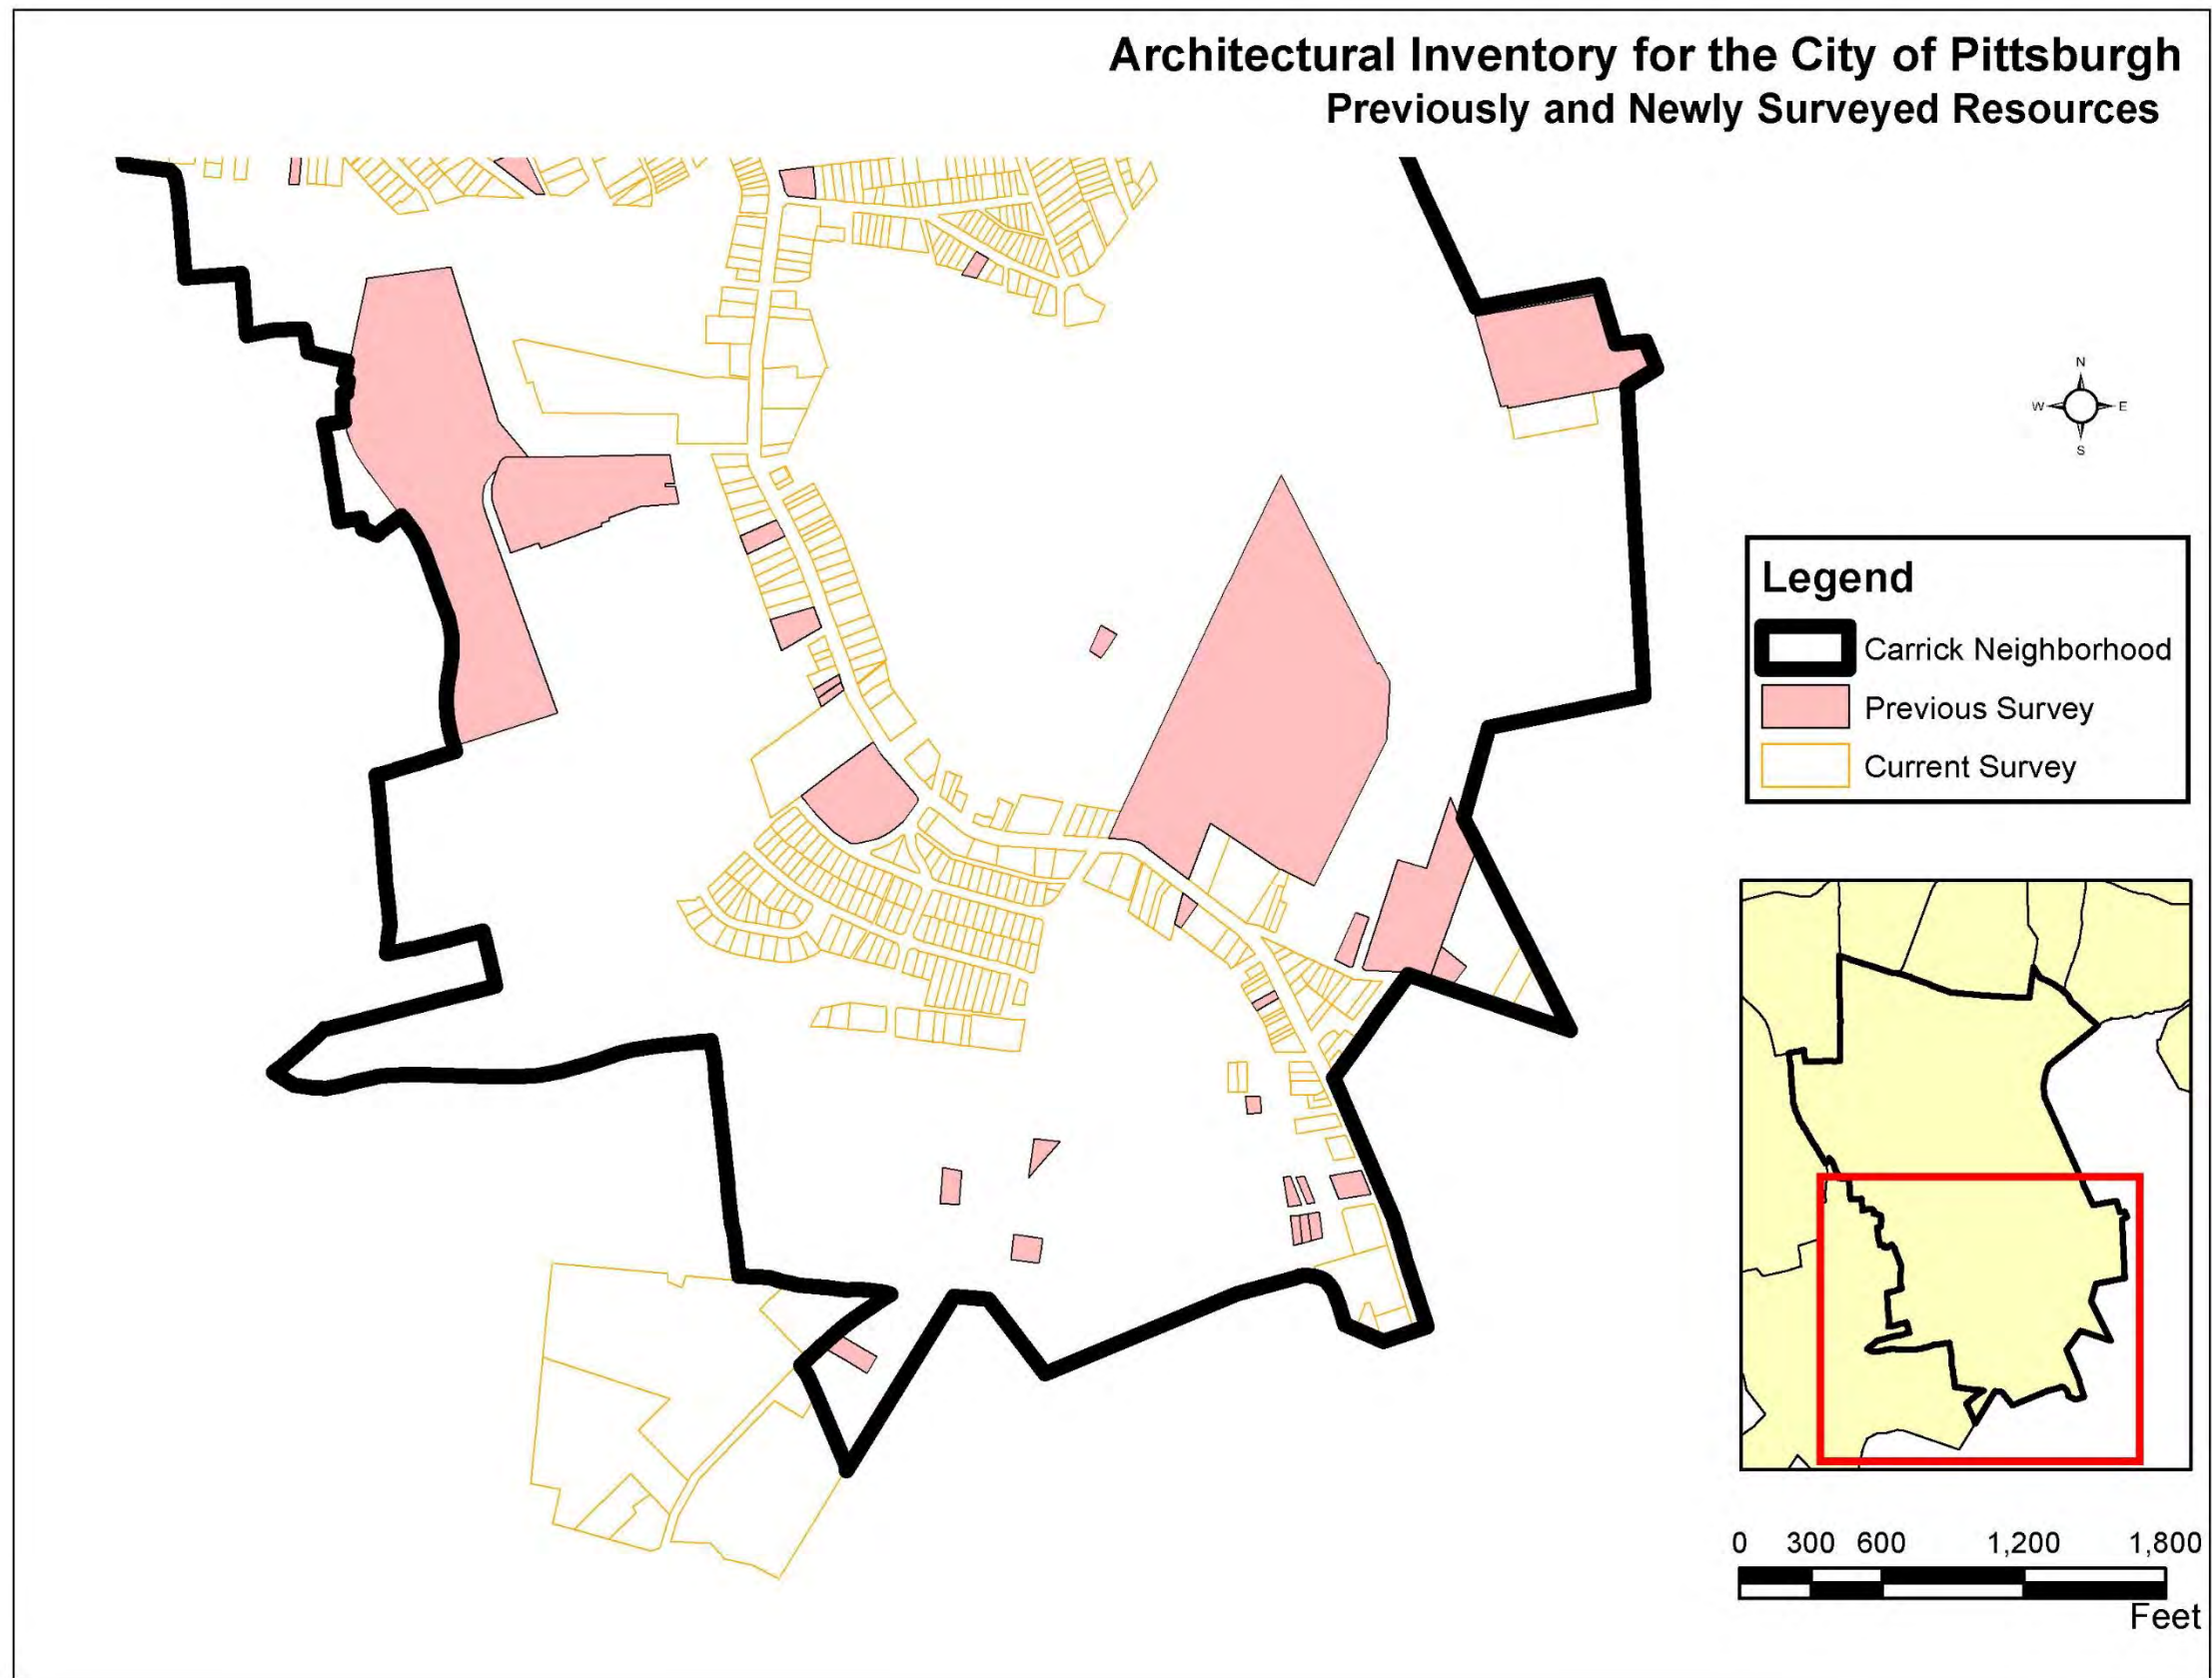 Architectural Inventory for the City of Pittsburgh
Previously and Newly Surveyed Resources
N
W E
S
Legend
Carrick Neighborhood
Previous Survey
Current Survey
0 300 600 1,200 1,800
Feet